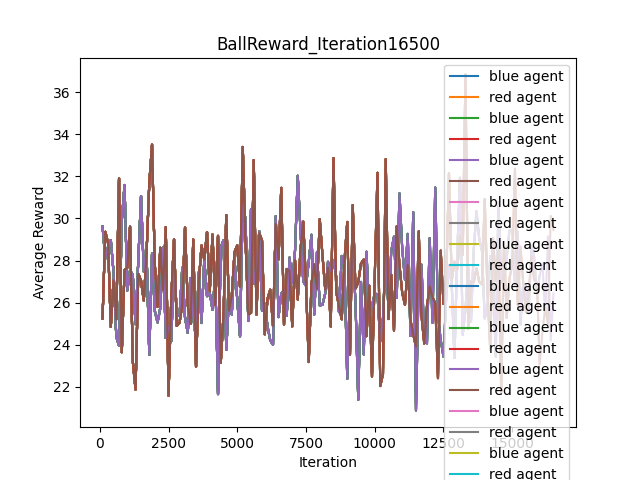 BallReward_Iteration16500
36
34
32
30
28
26
24
22
Average Reward
0
2500
5000
7500
10000
12500
15000
Iteration
blue agent
red agent
blue agent
red agent
blue agent
red agent
blue agent
red agent
blue agent
red agent
blue agent
red agent
blue agent
red agent
blue agent
red agent
blue agent
red agent
blue agent
red agent